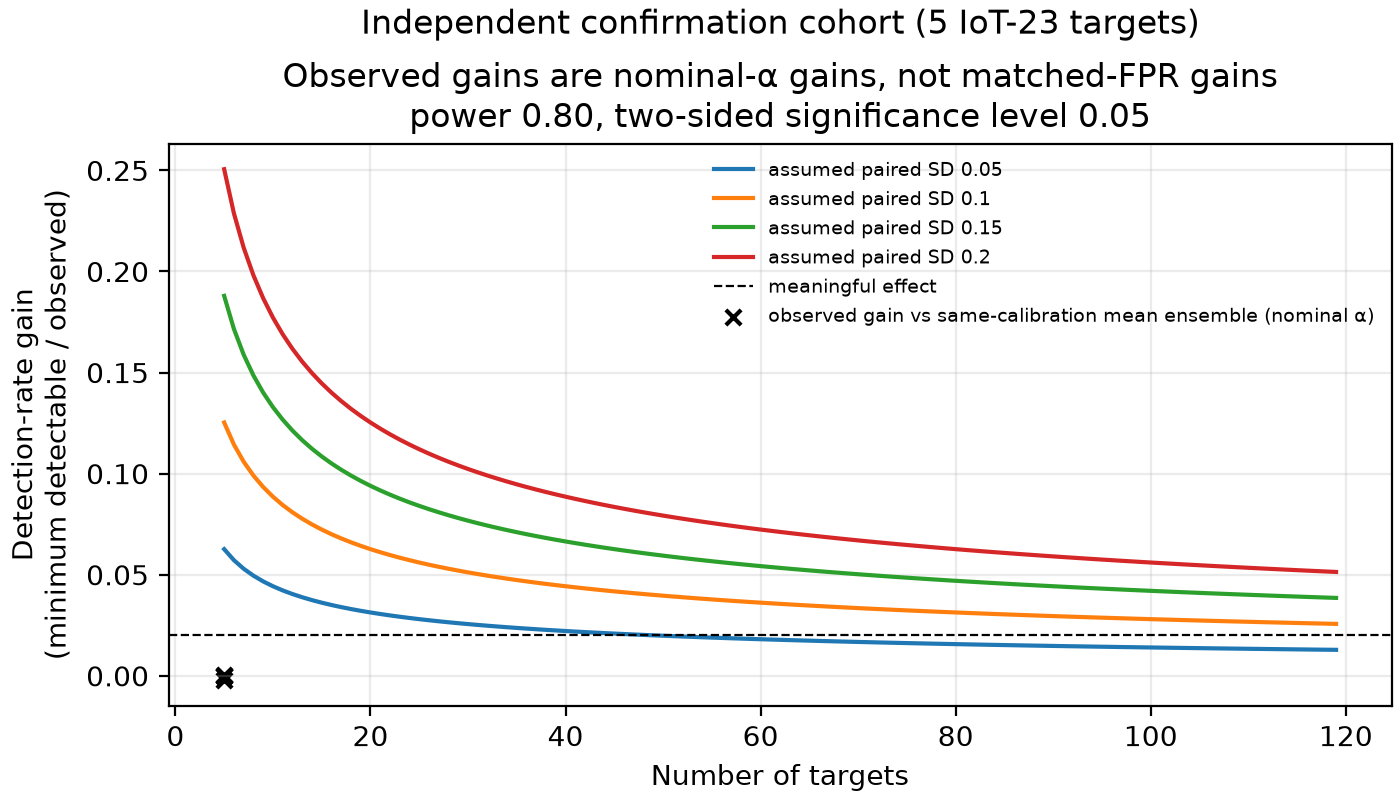 Independent confirmation cohort (5 IoT-23 targets)
Observed gains are nominal-α gains, not matched-FPR gains
power 0.80, two-sided significance level 0.05
Detection-rate gain
(minimum detectable / observed)
0.25
0.20
0.15
0.10
0.05
0.00
assumed paired SD 0.05
assumed paired SD 0.1
assumed paired SD 0.15
assumed paired SD 0.2
meaningful effect
observed gain vs same-calibration mean ensemble (nominal α)
0 20 40 60 80 100 120
Number of targets